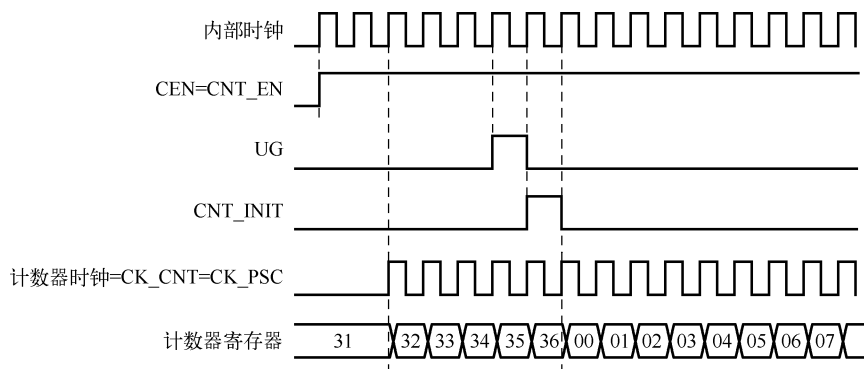 内部时钟
CEN=CNT_EN
UG
CNT_INIT
计数器时钟=CK_CNT=CK_PSC
计数器寄存器 31 32 33 34 35 36 00 01 02 03 04 05 06 07